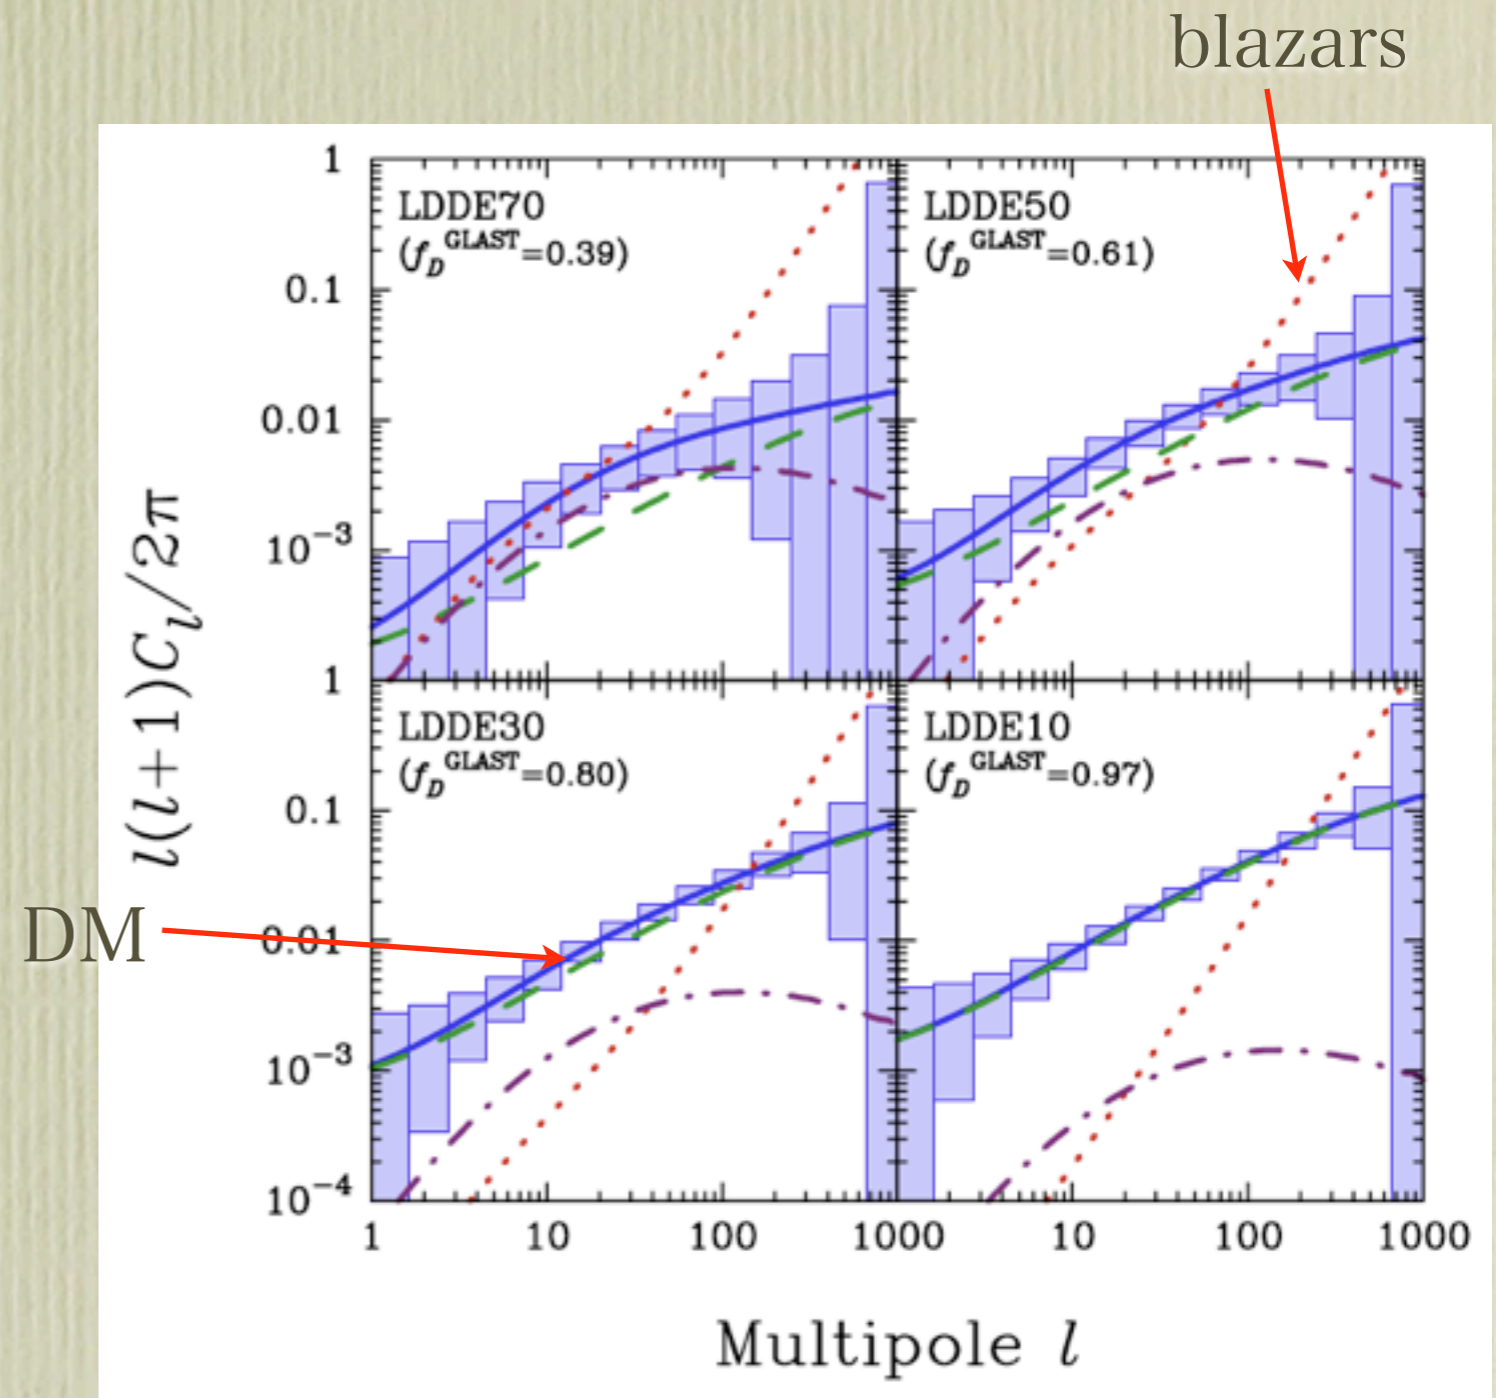 blazars
1
LDDE70
(f_D^GLAST=0.39)
LDDE50
(f_D^GLAST=0.61)
0.1
0.01
10^−3
1
LDDE30
(f_D^GLAST=0.80)
LDDE10
(f_D^GLAST=0.97)
0.1
DM
0.01
10^−3
10^−4
l(l+1)C_l/2π
1 10 100 1000 10 100 1000
Multipole l